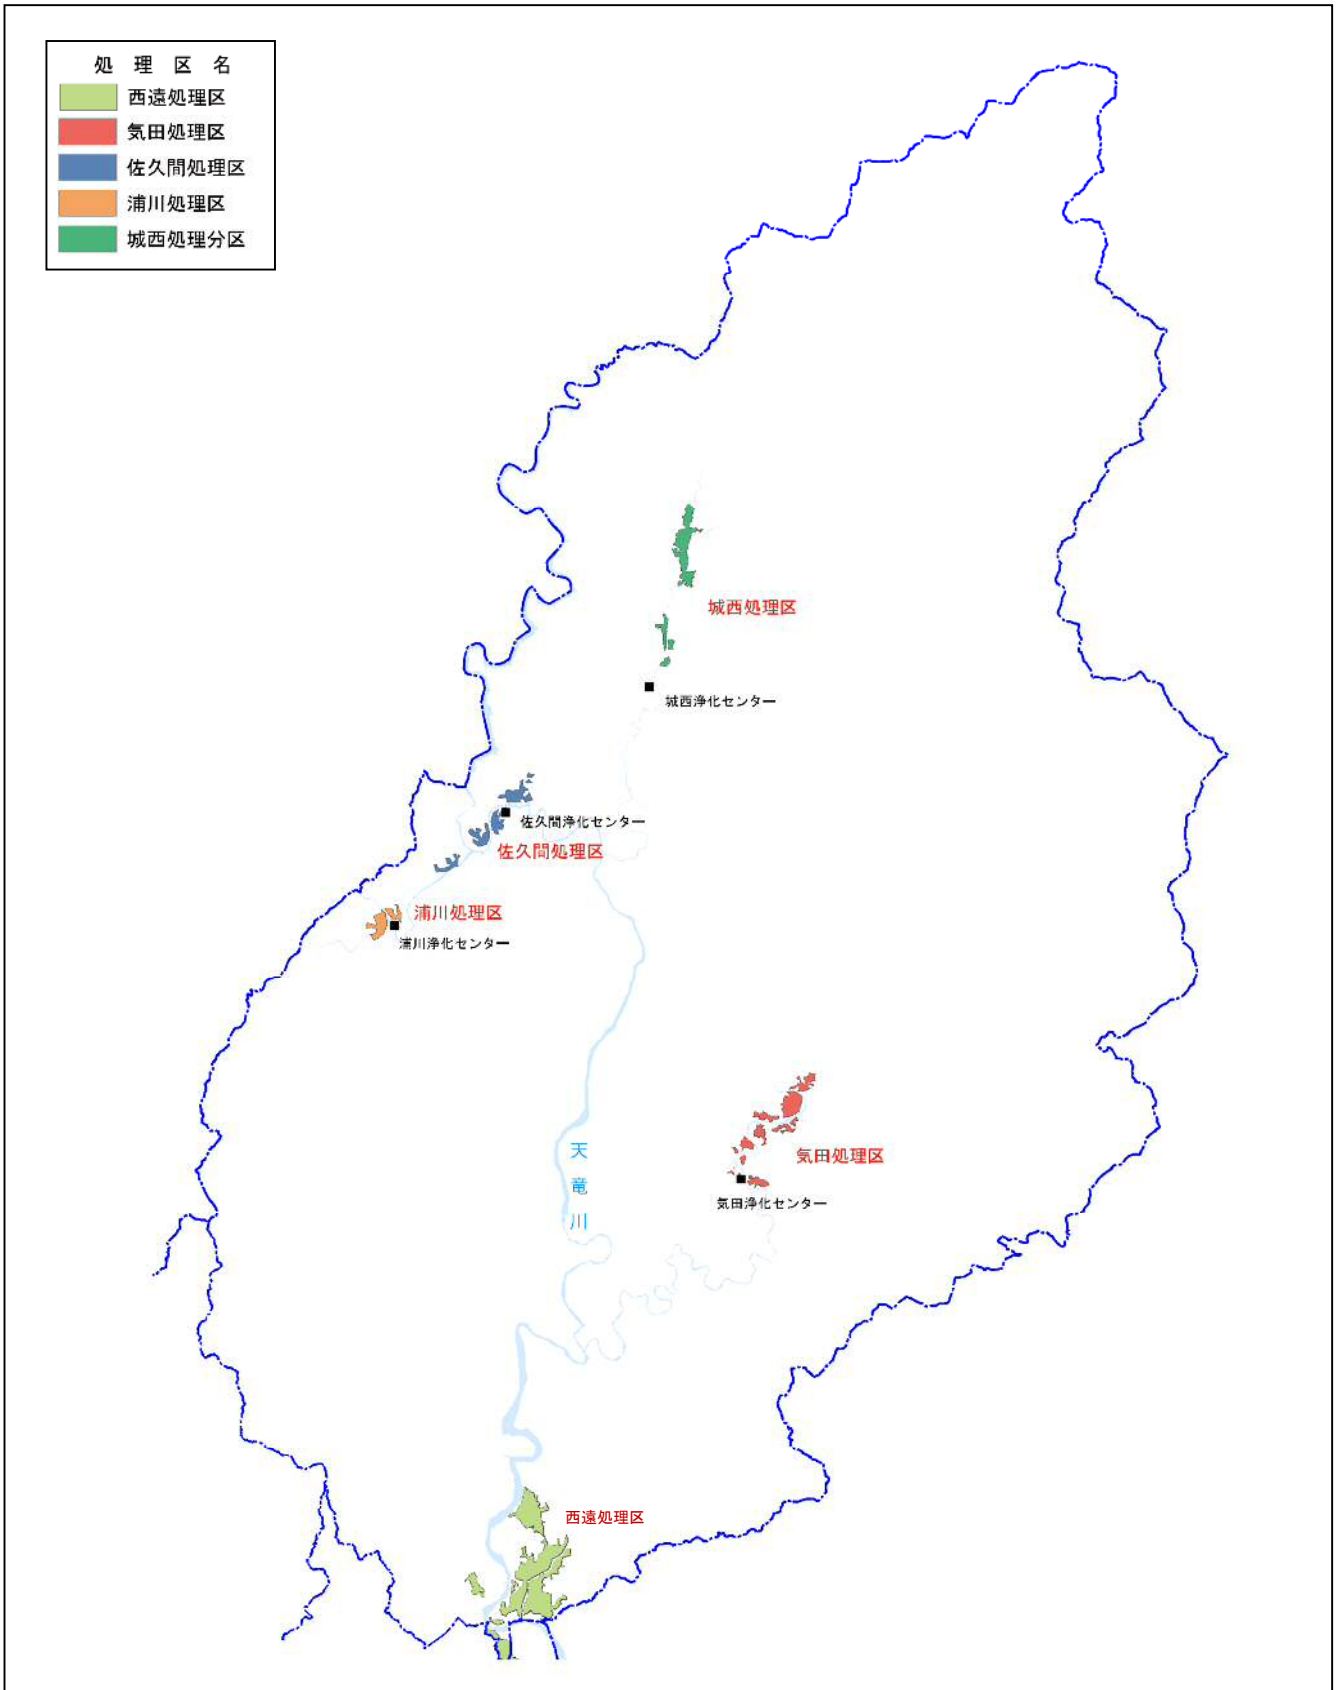 処理区名
西遠処理区
気田処理区
佐久間処理区
浦川処理区
城西処理分区
城西処理区
城西浄化センター
佐久間浄化センター
佐久間処理区
浦川処理区
浦川浄化センター
天竜川
気田処理区
気田浄化センター
西遠処理区